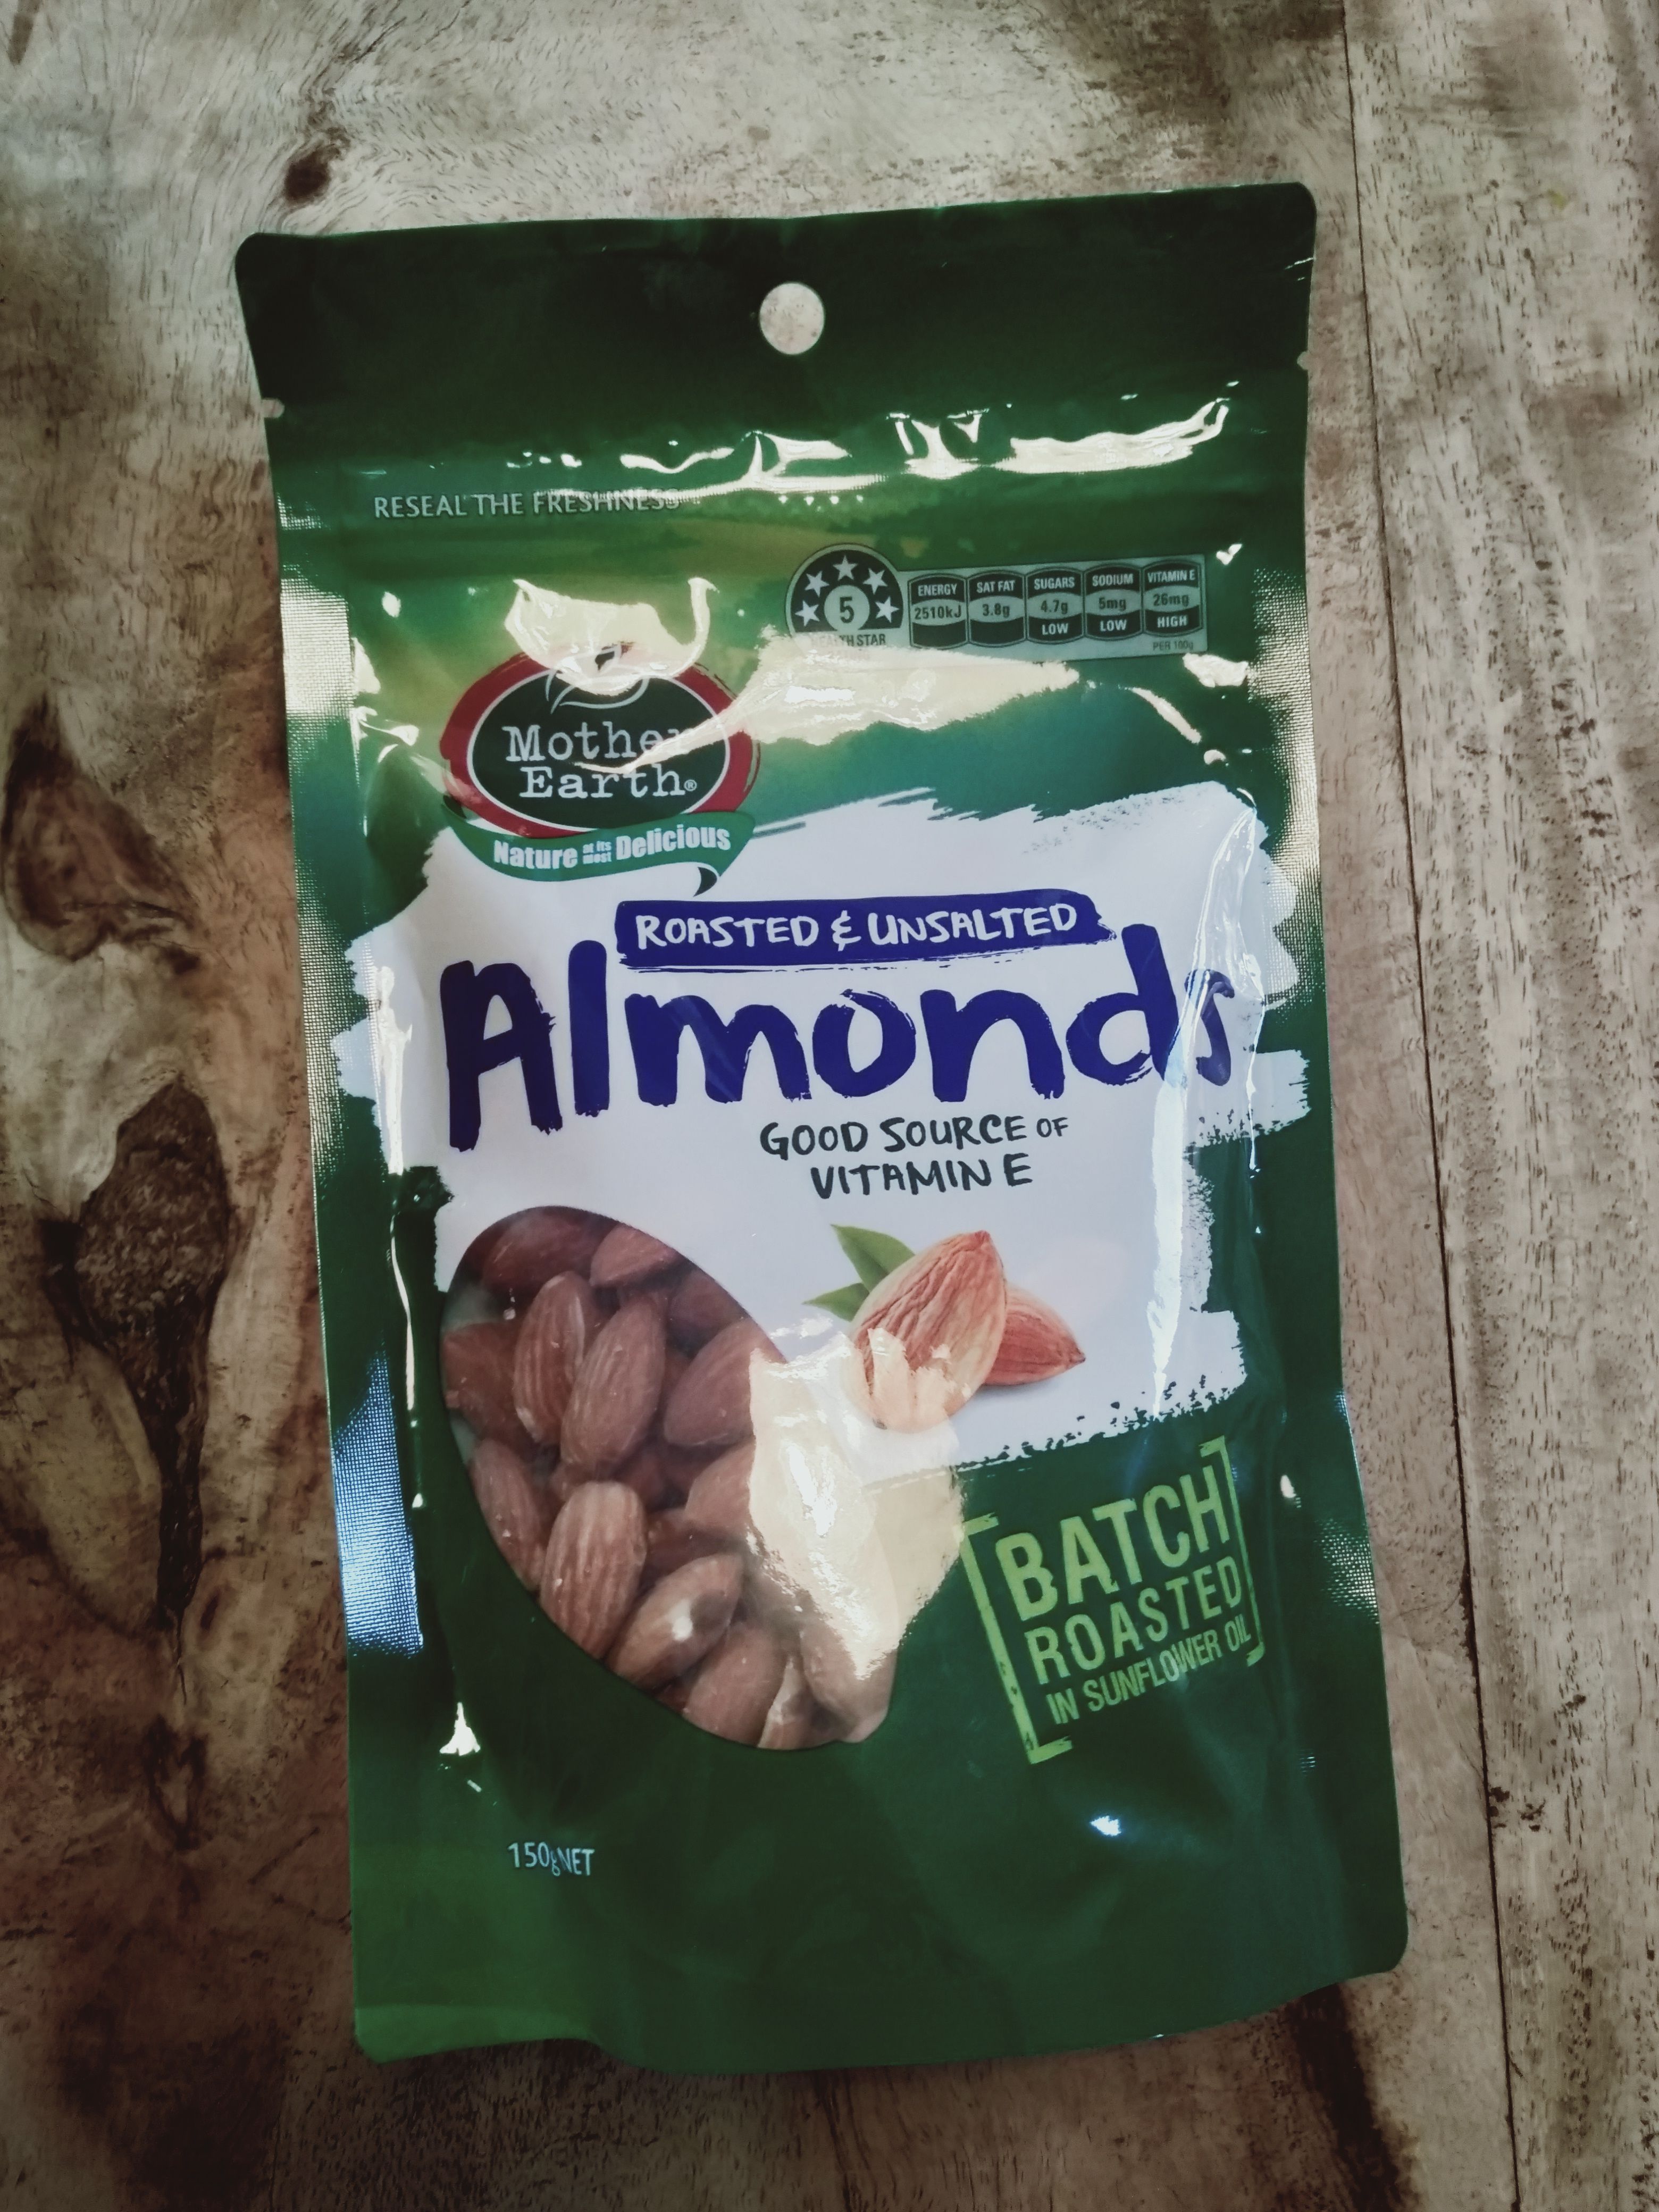 RESEAL THE FRESHNESS
5
STAR
ENERGY
2510kJ
SAT FAT
3.8g
SUGARS
4.7g
LOW
SODIUM
5mg
LOW
VITAMIN E
26mg
HIGH
PER 100g
Mother
Earth®
Nature at its most Delicious
ROASTED & UNSALTED
Almonds
GOOD SOURCE OF
VITAMIN E
BATCH
ROASTED
IN SUNFLOWER OIL
150g NET